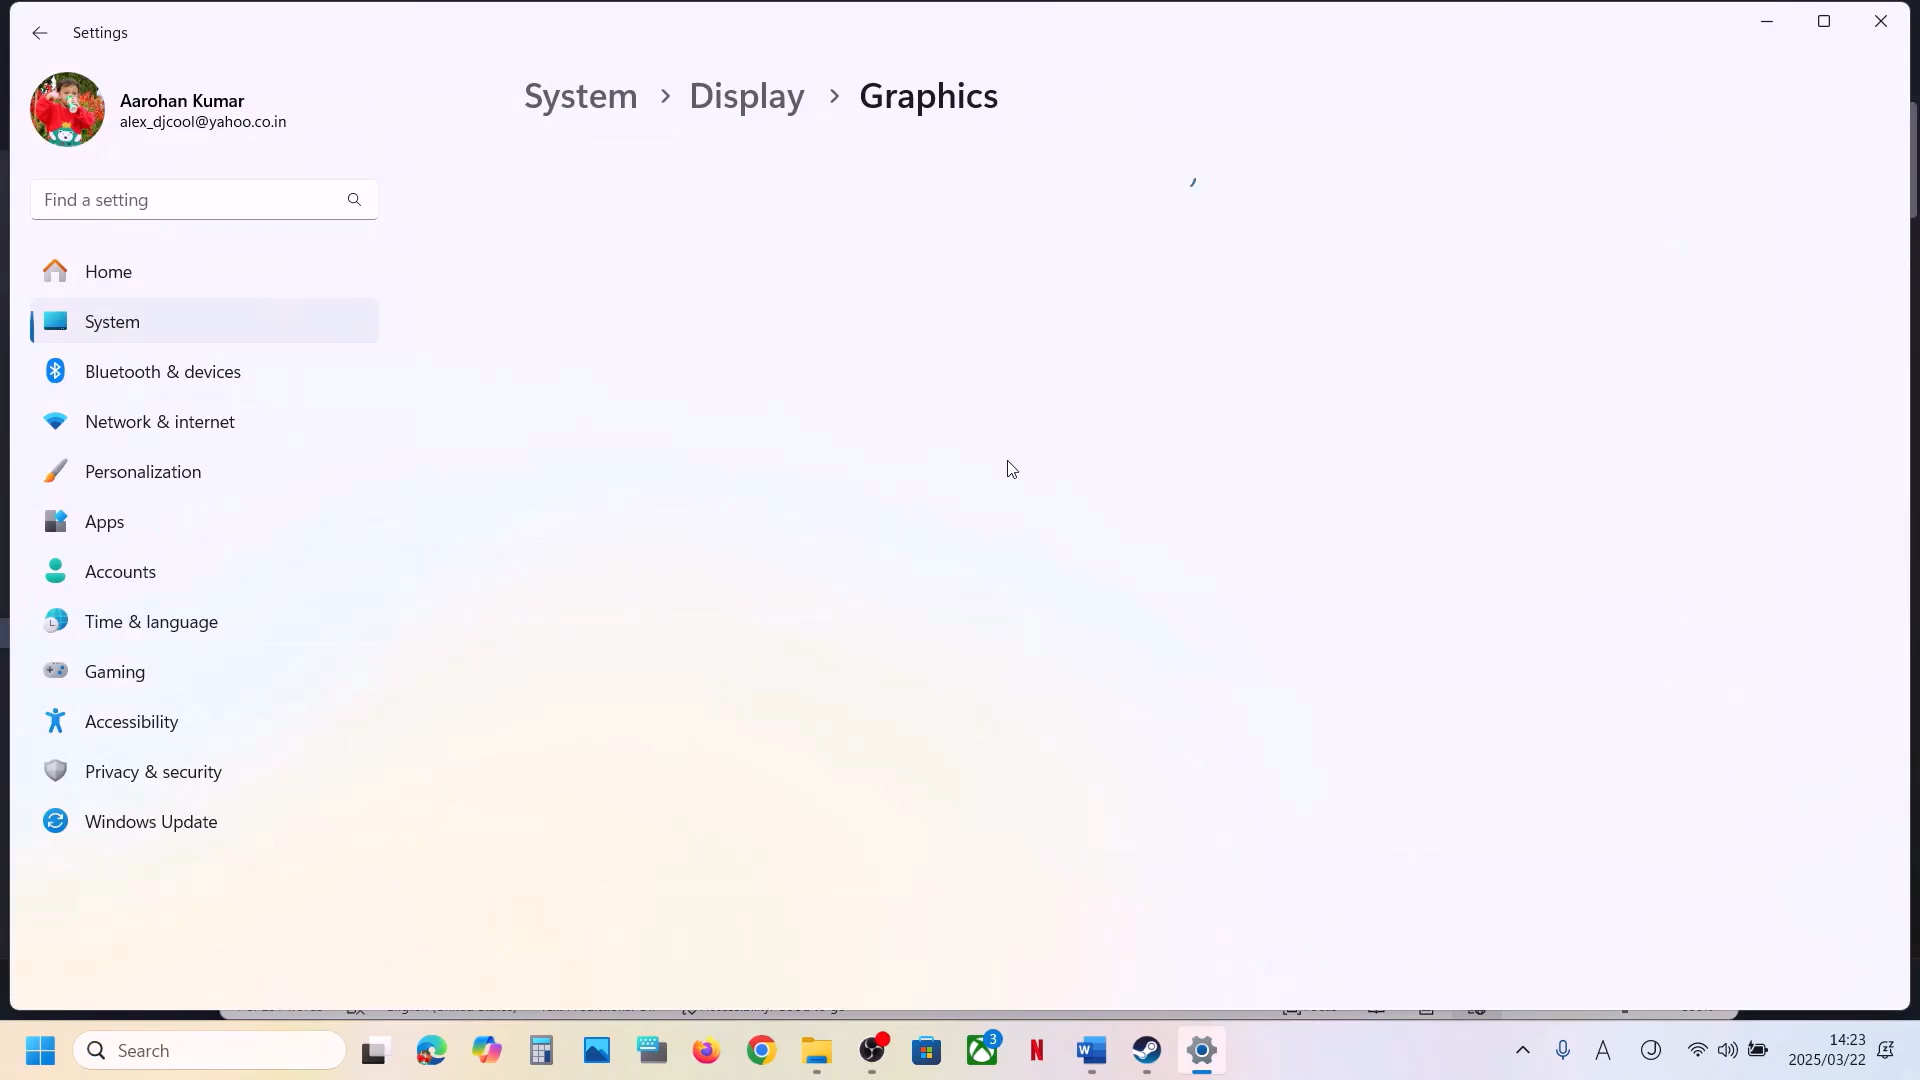 Settings
Aarohan Kumar
alex_djcool@yahoo.co.in
System > Display > Graphics
Find a setting
Home
System
Bluetooth & devices
Network & internet
Personalization
Apps
Accounts
Time & language
Gaming
Accessibility
Privacy & security
Windows Update
Search
3
14:23
2025/03/22